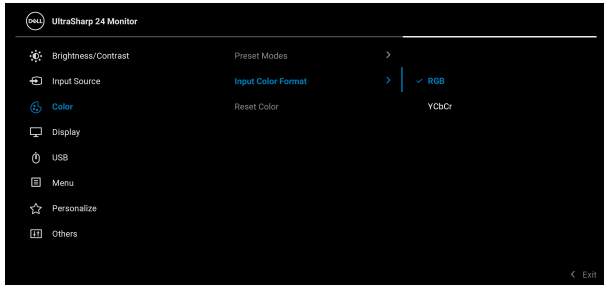 DELL UltraSharp 24 Monitor
Brightness/Contrast Preset Modes
Input Source Input Color Format RGB
Color Reset Color YCbCr
Display
USB
Menu
Personalize
Others
Exit